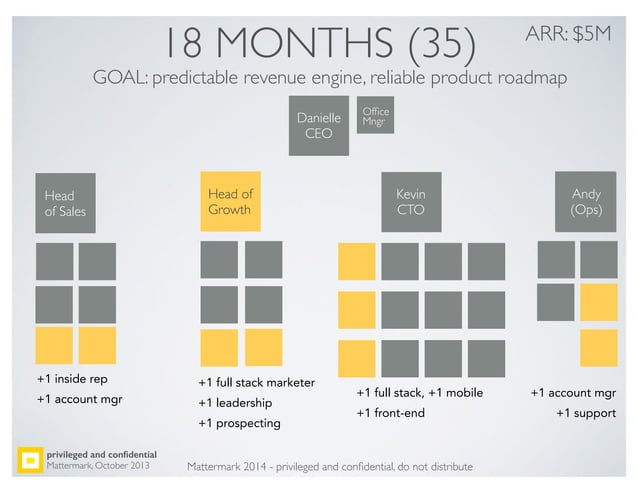 18 MONTHS (35)
ARR: $5M
GOAL: predictable revenue engine, reliable product roadmap
Danielle
CEO
Office
Mngr
Head
of Sales
Head of
Growth
Kevin
CTO
Andy
(Ops)
+1 inside rep
+1 account mgr
+1 full stack marketer
+1 leadership
+1 prospecting
+1 full stack, +1 mobile
+1 front-end
+1 account mgr
+1 support
privileged and confidential
Mattermark, October 2013
Mattermark 2014 - privileged and confidential, do not distribute